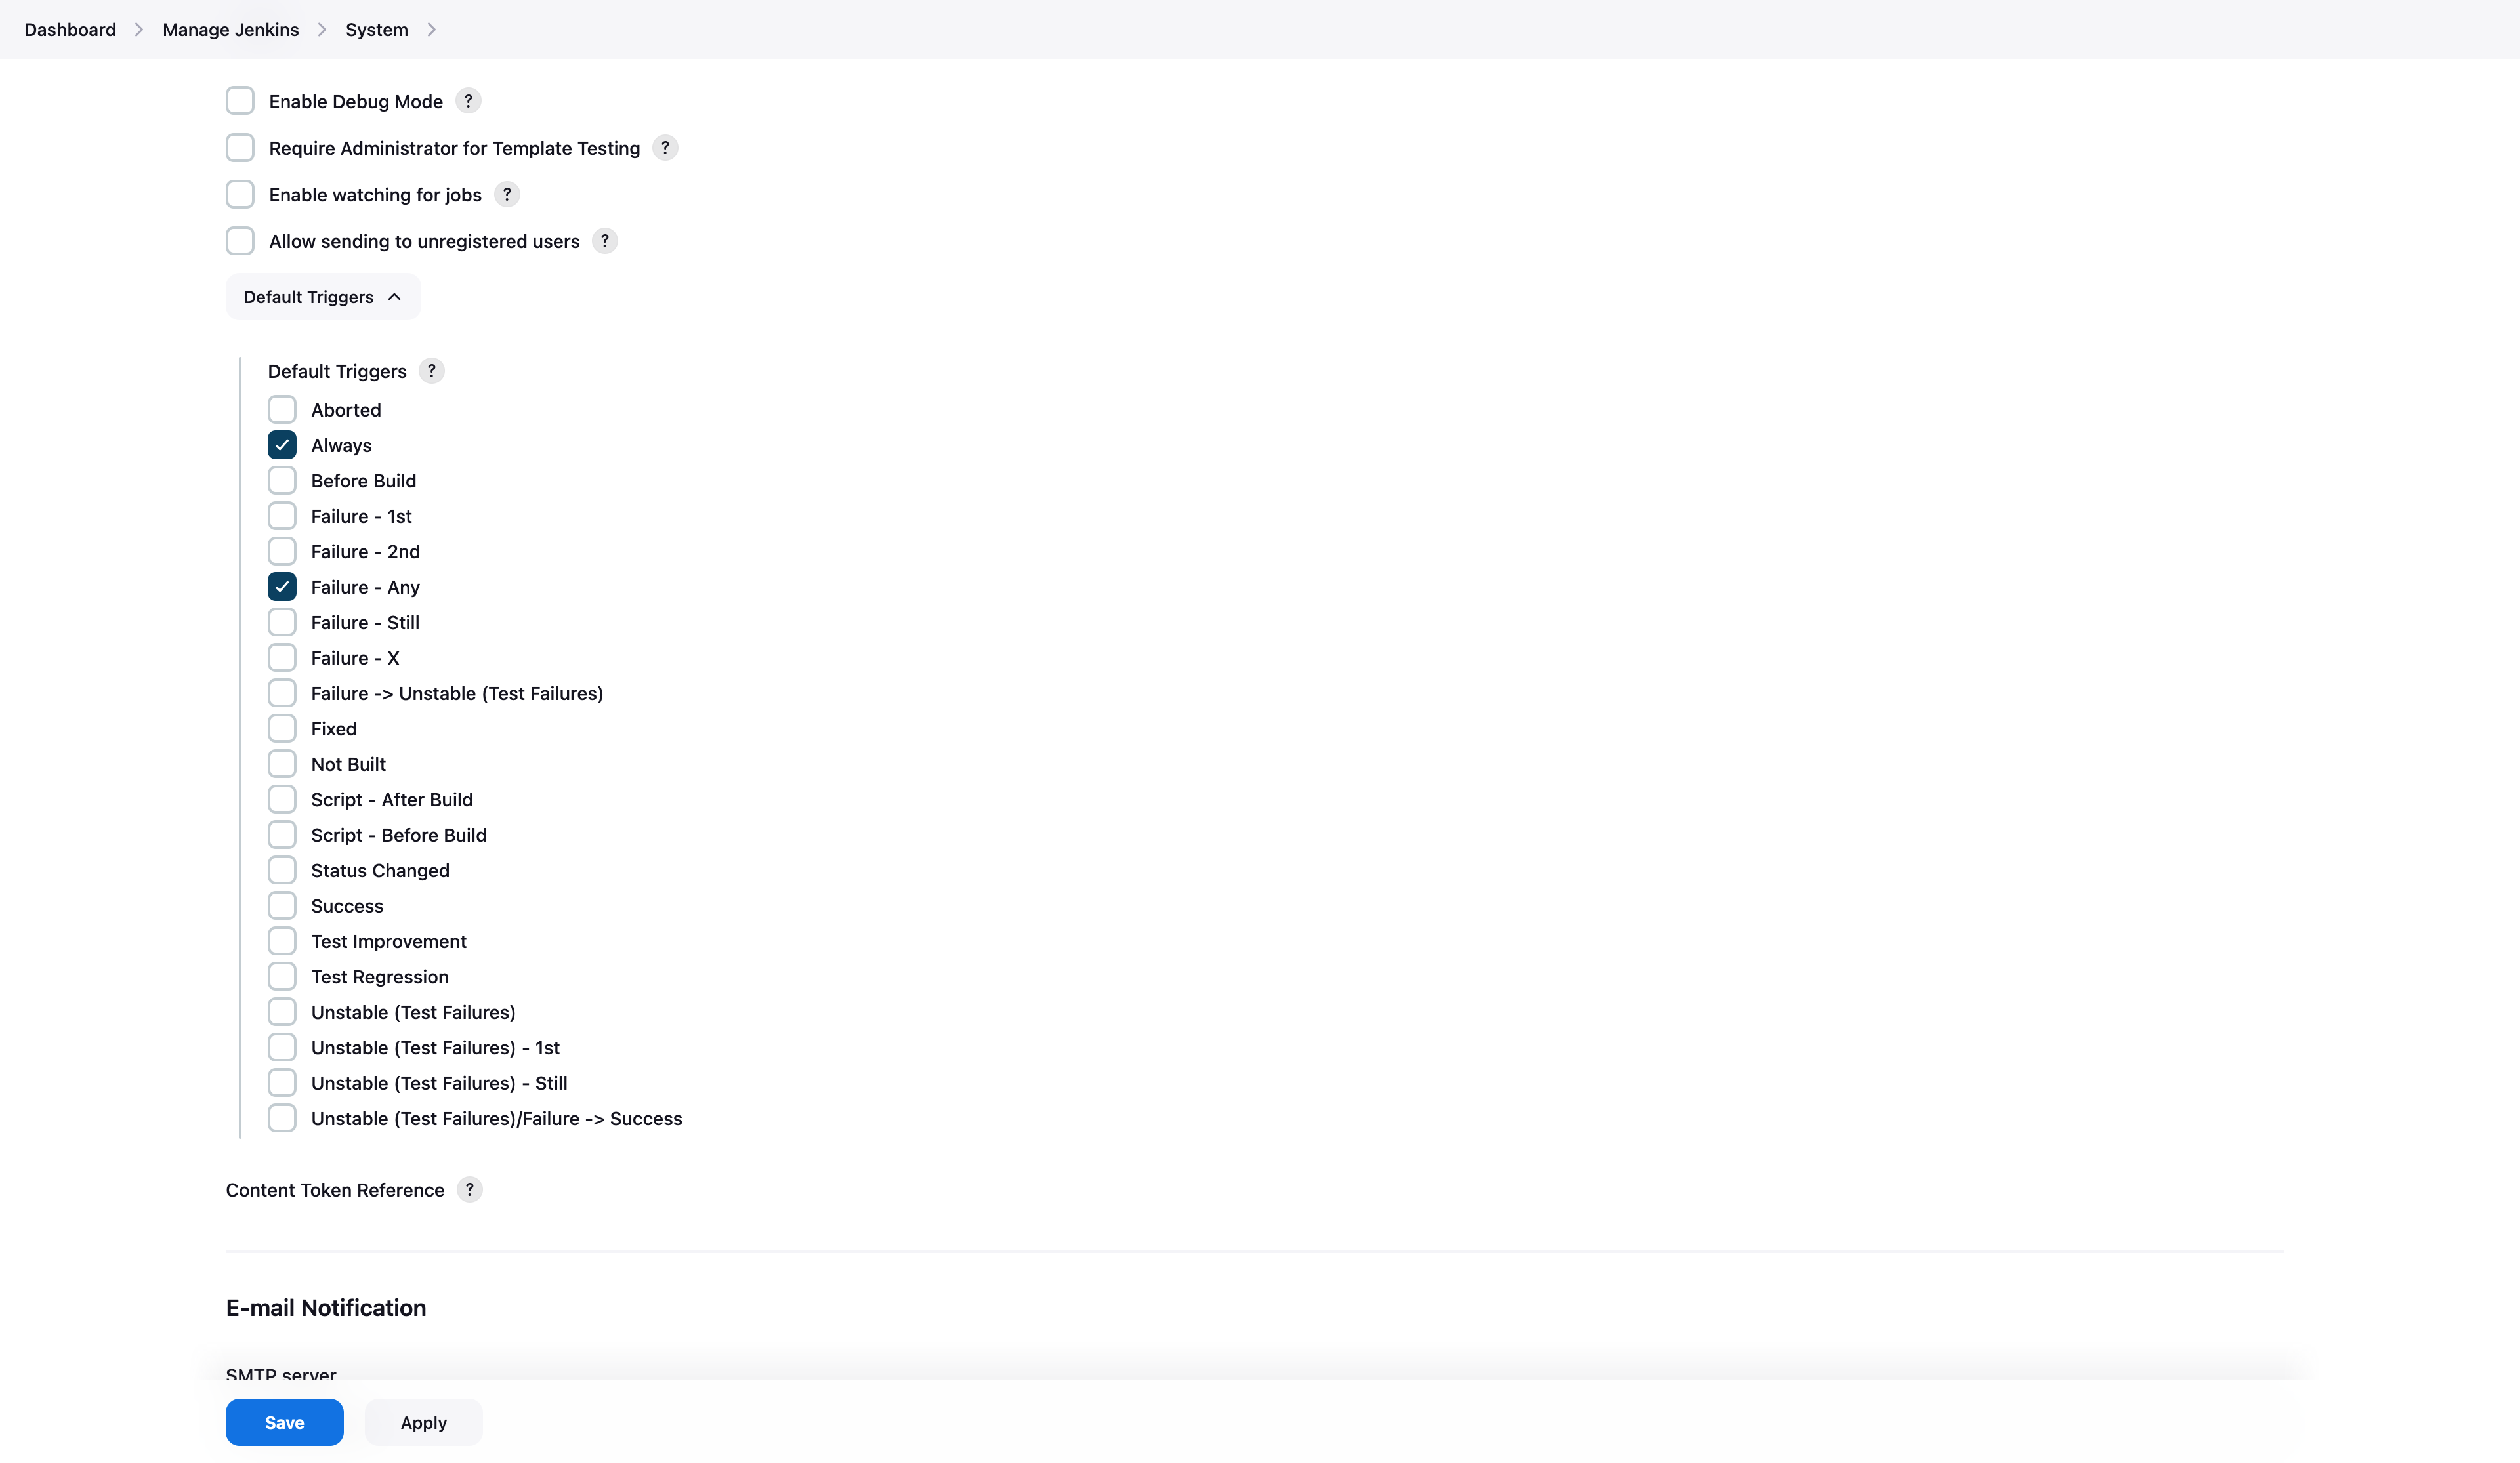 Dashboard Manage Jenkins System
Enable Debug Mode ?
Require Administrator for Template Testing ?
Enable watching for jobs ?
Allow sending to unregistered users ?
Default Triggers
Default Triggers ?
Aborted
Always
Before Build
Failure - 1st
Failure - 2nd
Failure - Any
Failure - Still
Failure - X
Failure -> Unstable (Test Failures)
Fixed
Not Built
Script - After Build
Script - Before Build
Status Changed
Success
Test Improvement
Test Regression
Unstable (Test Failures)
Unstable (Test Failures) - 1st
Unstable (Test Failures) - Still
Unstable (Test Failures)/Failure -> Success
Content Token Reference ?
E-mail Notification
SMTP server
Save Apply